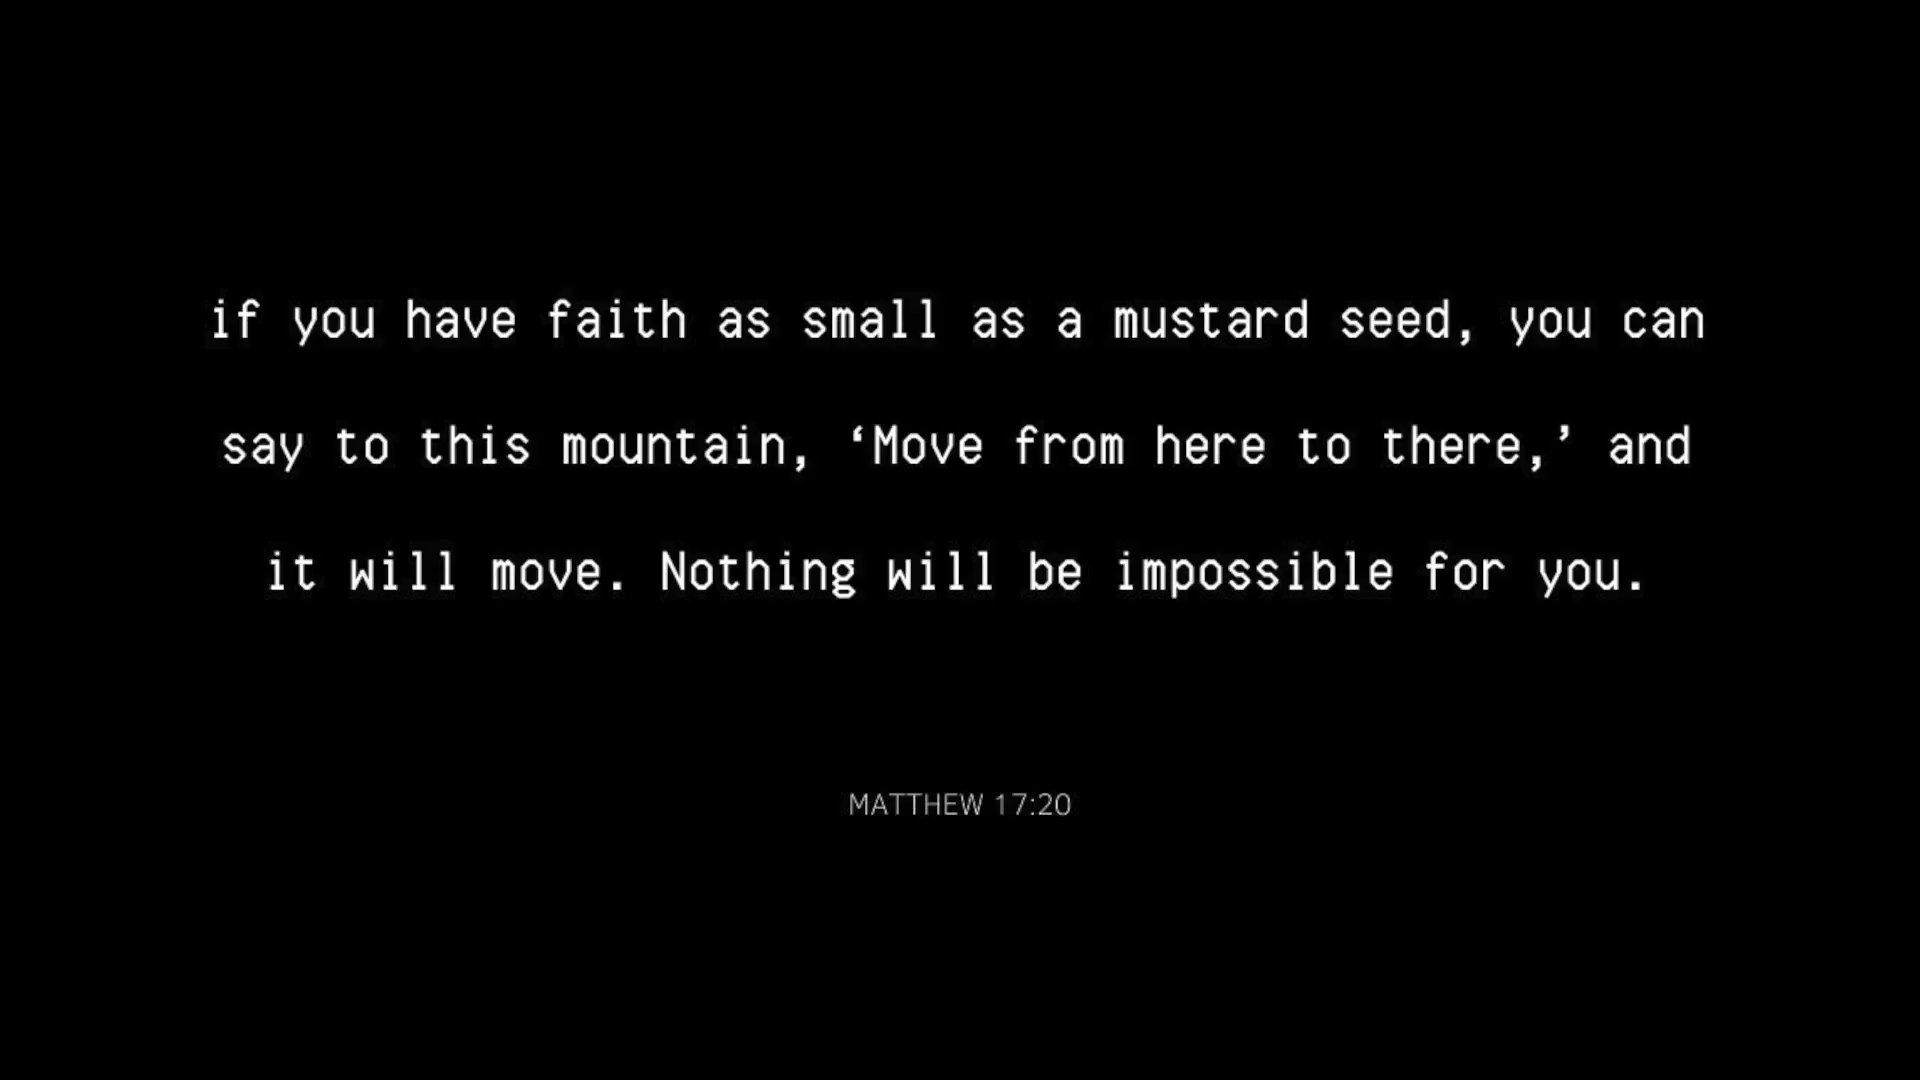 if you have faith as small as a mustard seed, you can
say to this mountain, ‘Move from here to there,’ and
it will move. Nothing will be impossible for you.
MATTHEW 17:20